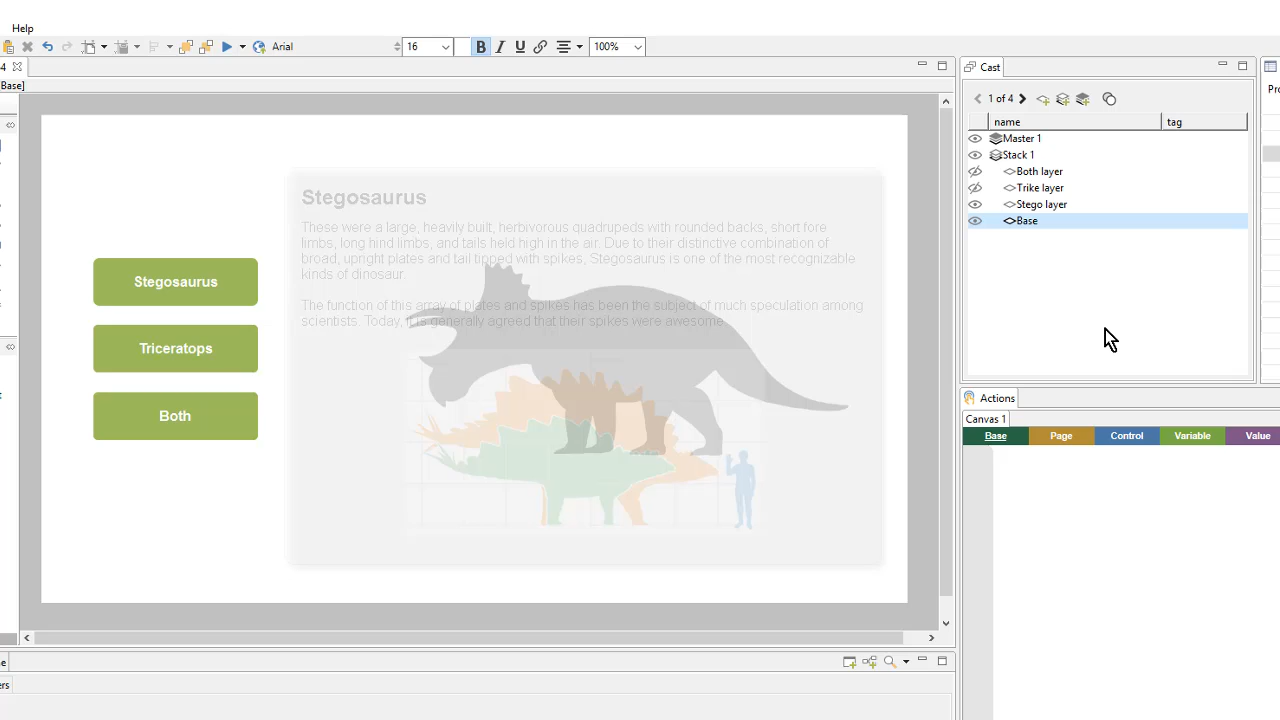 Help
Arial
16
B I U
100%
4
Base]
Cast
1 of 4
name tag
Master 1
Stack 1
Both layer
Trike layer
Stego layer
Base
Stegosaurus
These were a large, heavily built, herbivorous quadrupeds with rounded backs, short fore
limbs, long hind limbs, and tails held high in the air. Due to their distinctive combination of
broad, upright plates and tail tipped with spikes, Stegosaurus is one of the most recognizable
kinds of dinosaur.
The function of this array of plates and spikes has been the subject of much speculation among
scientists. Today, it is generally agreed that their spikes were awesome.
Stegosaurus
Triceratops
Both
Actions
Canvas 1
Base Page Control Variable Value